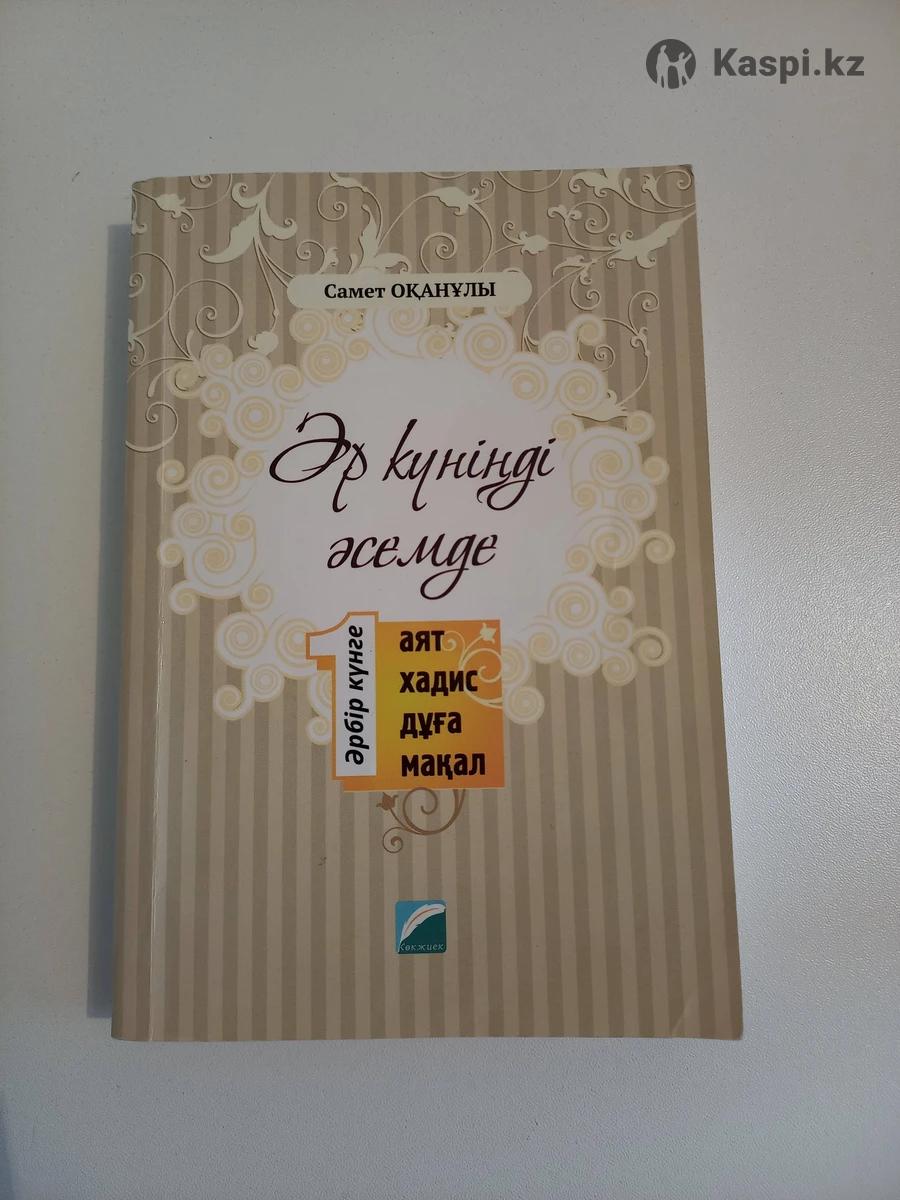 Kaspi.kz
Самет ОҚАНҰЛЫ
Әр күніңді
әсемде
1
әрбір күнге
аят
хадис
дұға
мақал
Көкжиек